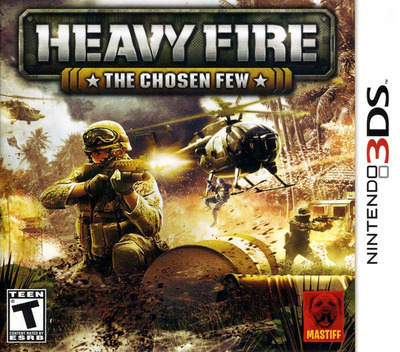 HEAVY FIRE
★ THE CHOSEN FEW ★
NINTENDO 3DS
TEEN
T
CONTENT RATED BY
ESRB
MASTIFF